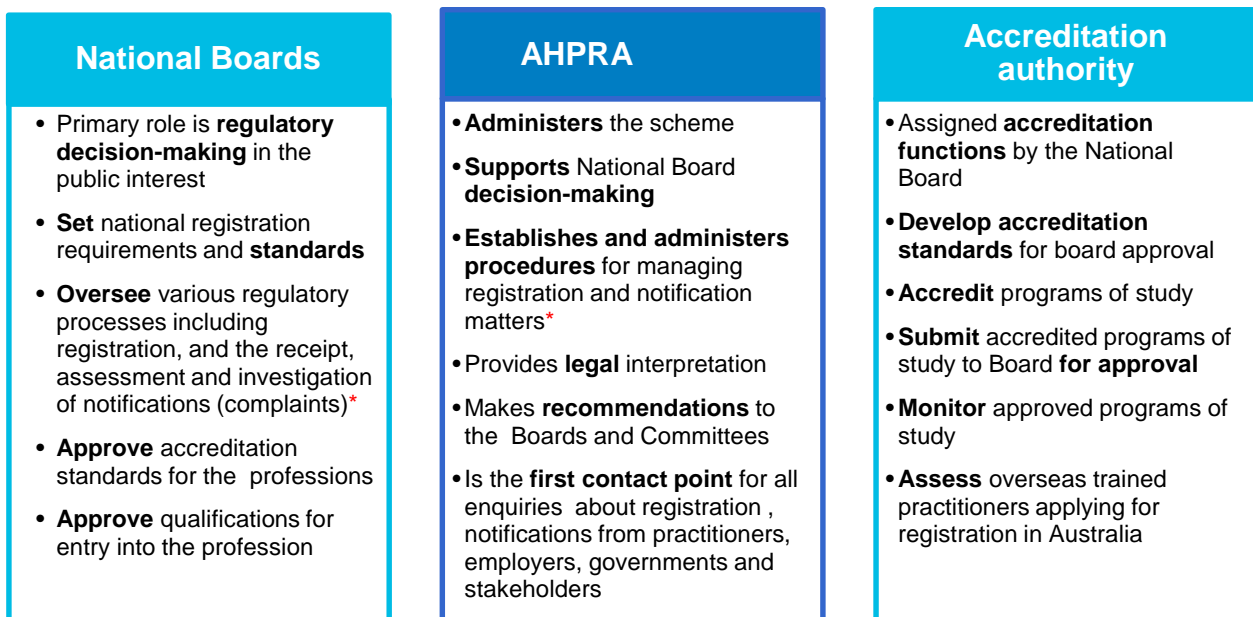 National Boards
• Primary role is regulatory
decision-making in the
public interest
• Set national registration
requirements and standards
• Oversee various regulatory
processes including
registration, and the receipt,
assessment and investigation
of notifications (complaints)*
• Approve accreditation
standards for the professions
• Approve qualifications for
entry into the profession
AHPRA
• Administers the scheme
• Supports National Board
decision-making
• Establishes and administers
procedures for managing
registration and notification
matters*
• Provides legal interpretation
• Makes recommendations to
the Boards and Committees
• Is the first contact point for all
enquiries about registration ,
notifications from practitioners,
employers, governments and
stakeholders
Accreditation
authority
• Assigned accreditation
functions by the National
Board
• Develop accreditation
standards for board approval
• Accredit programs of study
• Submit accredited programs of
study to Board for approval
• Monitor approved programs of
study
• Assess overseas trained
practitioners applying for
registration in Australia